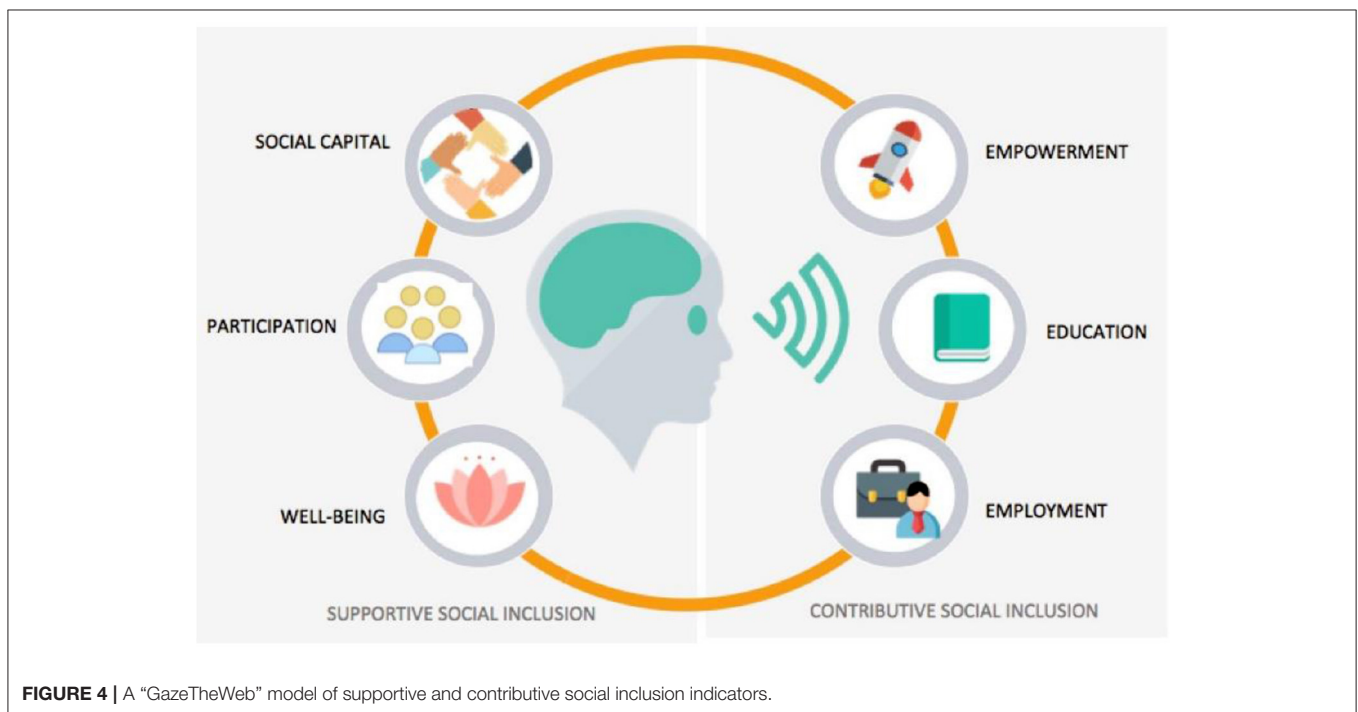 SOCIAL CAPITAL
PARTICIPATION
WELL-BEING
SUPPORTIVE SOCIAL INCLUSION
EMPOWERMENT
EDUCATION
EMPLOYMENT
CONTRIBUTIVE SOCIAL INCLUSION
FIGURE 4 | A “GazeTheWeb” model of supportive and contributive social inclusion indicators.